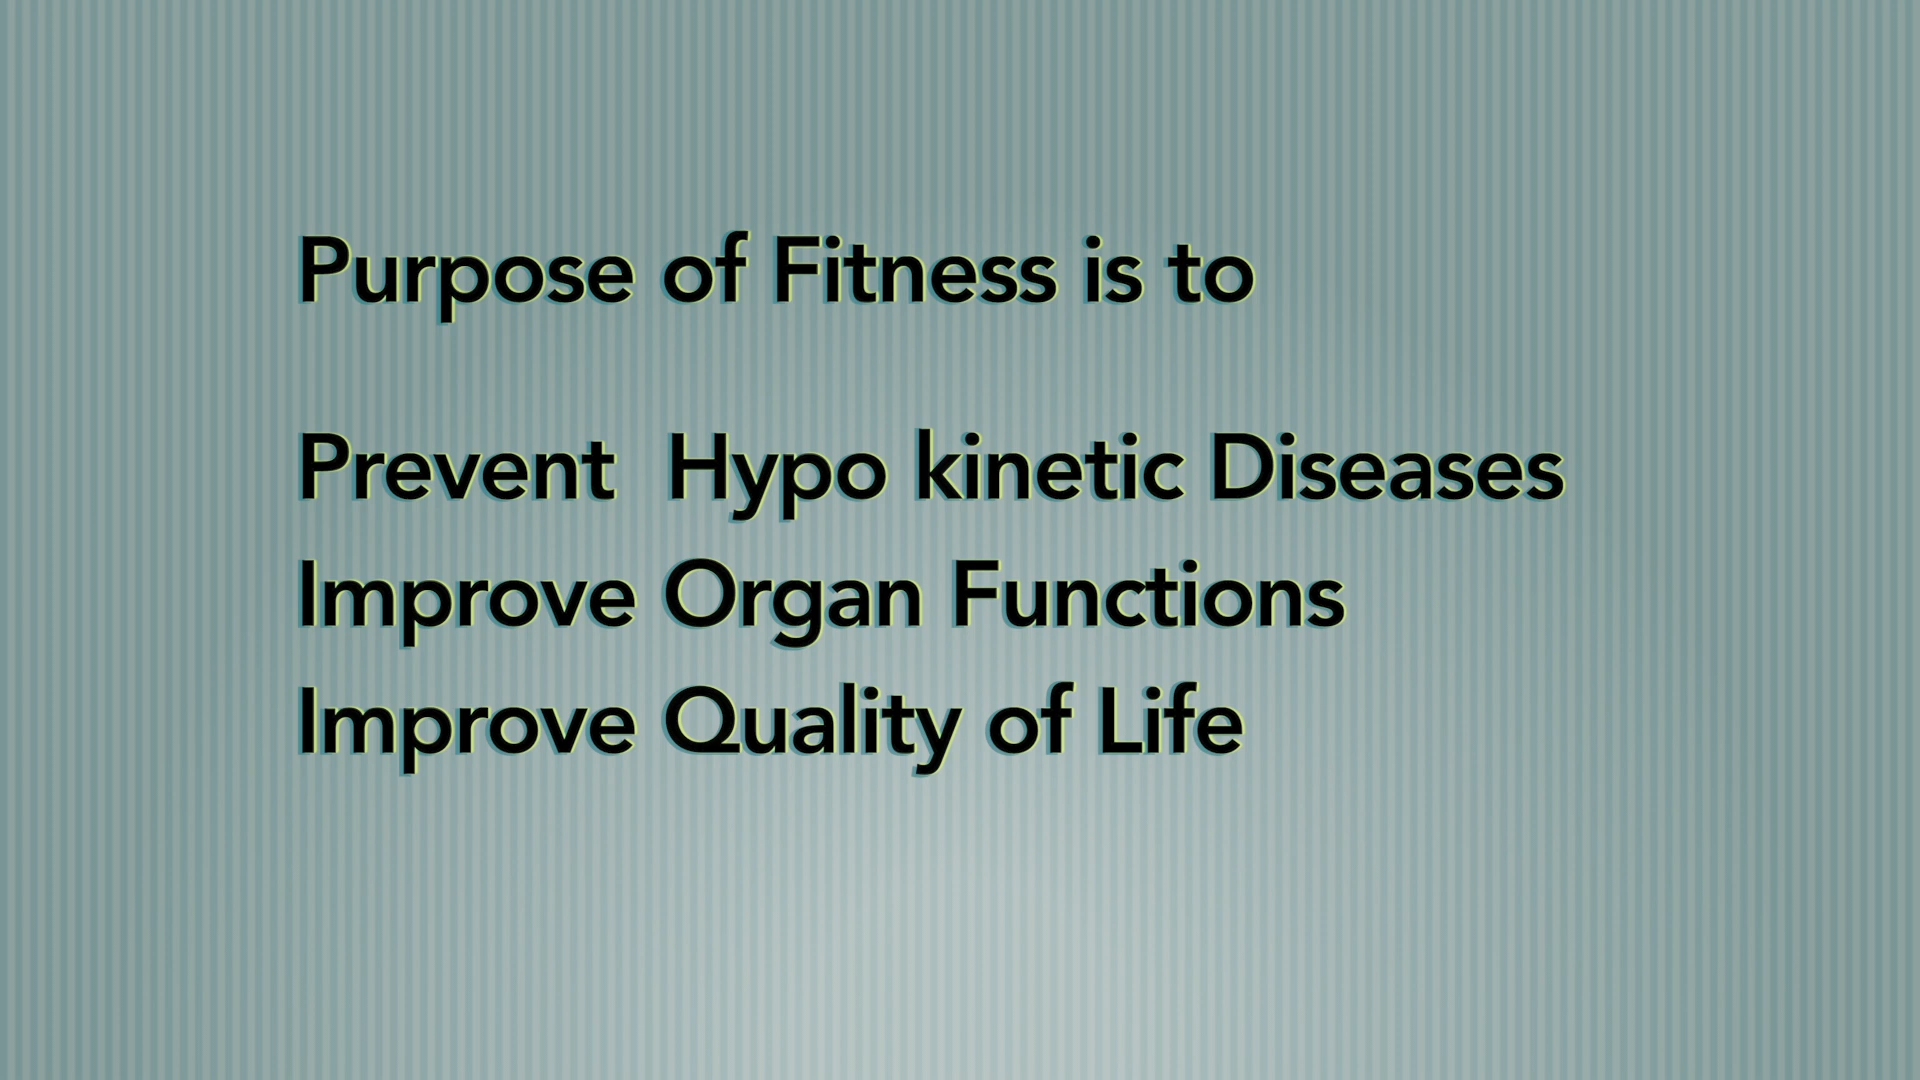 Purpose of Fitness is to
Prevent  Hypo kinetic Diseases
Improve Organ Functions
Improve Quality of Life